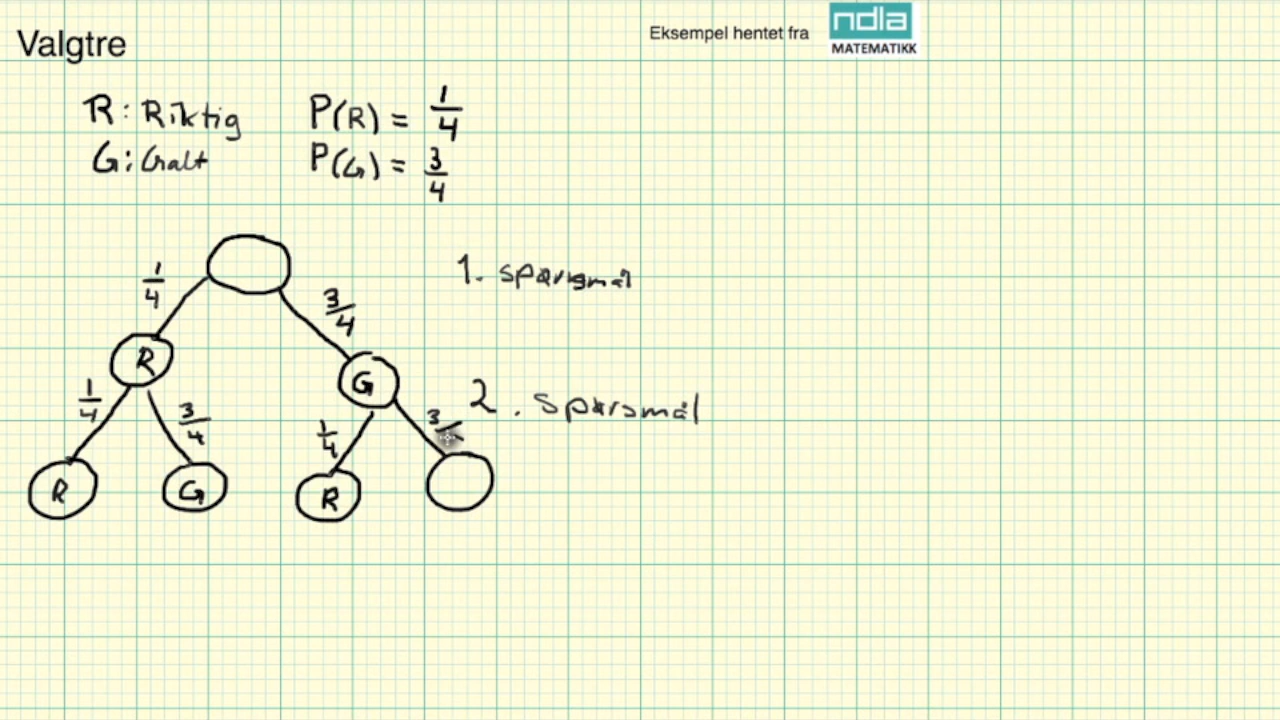 Valgtre
Eksempel hentet fra
ndla
MATEMATIKK
R: Riktig P(R) = 1/4
G: Galt P(G) = 3/4
1. spørsmål
1/4 3/4
R G
2. spørsmål
1/4 3/4 1/4 3/
R G R